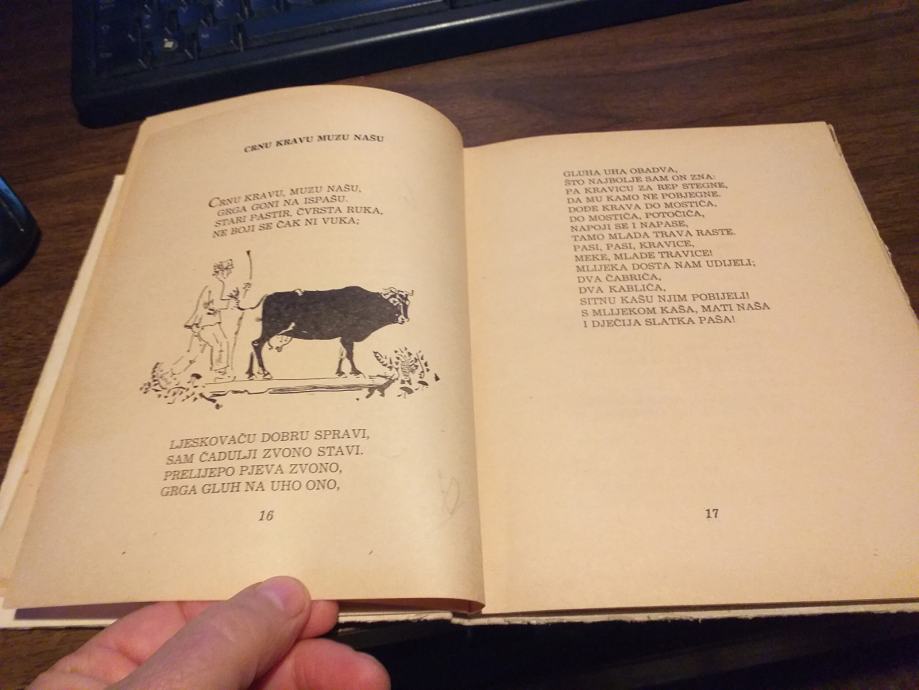 CRNU KRAVU MUZU NAŠU
CRNU KRAVU, MUZU NAŠU,
GRGA GONI NA ISPAŠU.
STARI PASTIR. ČVRSTA RUKA,
NE BOJI SE ČAK NI VUKA;
LJESKOVAČU DOBRU SPRAVI,
SAM ČADULJI ZVONO STAVI.
PRELIJEPO PJEVA ZVONO,
GRGA GLUH NA UHO ONO,
16
GLUHA UHA OBADVA,
ŠTO NAJBOLJE SAM ON ZNA:
PA KRAVICU ZA REP STEGNE,
DA MU KAMO NE POBJEGNE.
DOĐE KRAVA DO MOSTIĆA,
DO MOSTIĆA, POTOČIĆA,
NAPOJI SE I NAPASE,
TAMO MLADA TRAVA RASTE.
PASI, PASI, KRAVICE,
MEKE, MLADE TRAVICE!
MLIJEKA DOSTA NAM UDIJELI;
DVA ČABRIĆA,
DVA KABLIĆA,
SITNU KAŠU NJIM POBIJELI!
S MLIJEKOM KAŠA, MATI NAŠA
I DJEČIJA SLATKA PAŠA!
17